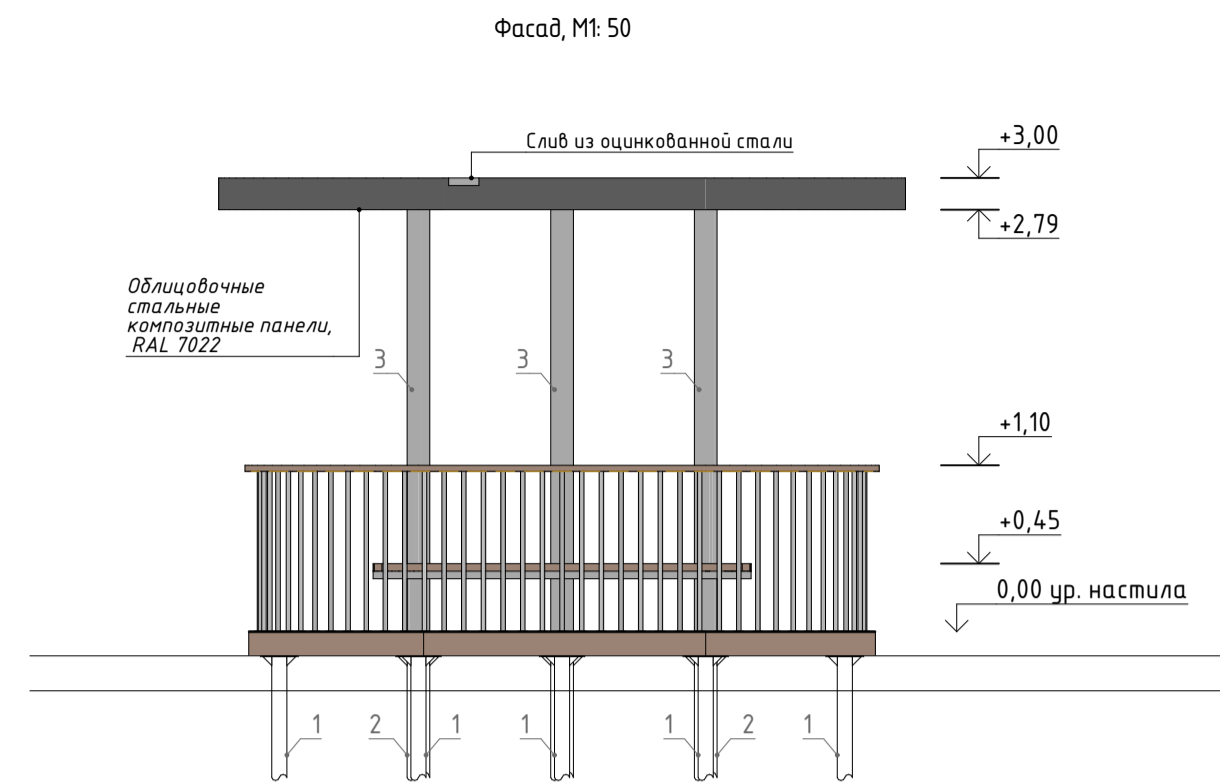 Фасад, М1: 50
Слив из оцинкованной стали
+3,00
+2,79
Облицовочные
стальные
композитные панели,
RAL 7022
3
3
3
+1,10
+0,45
0,00 ур. настила
1
2
1
1
1
2
1